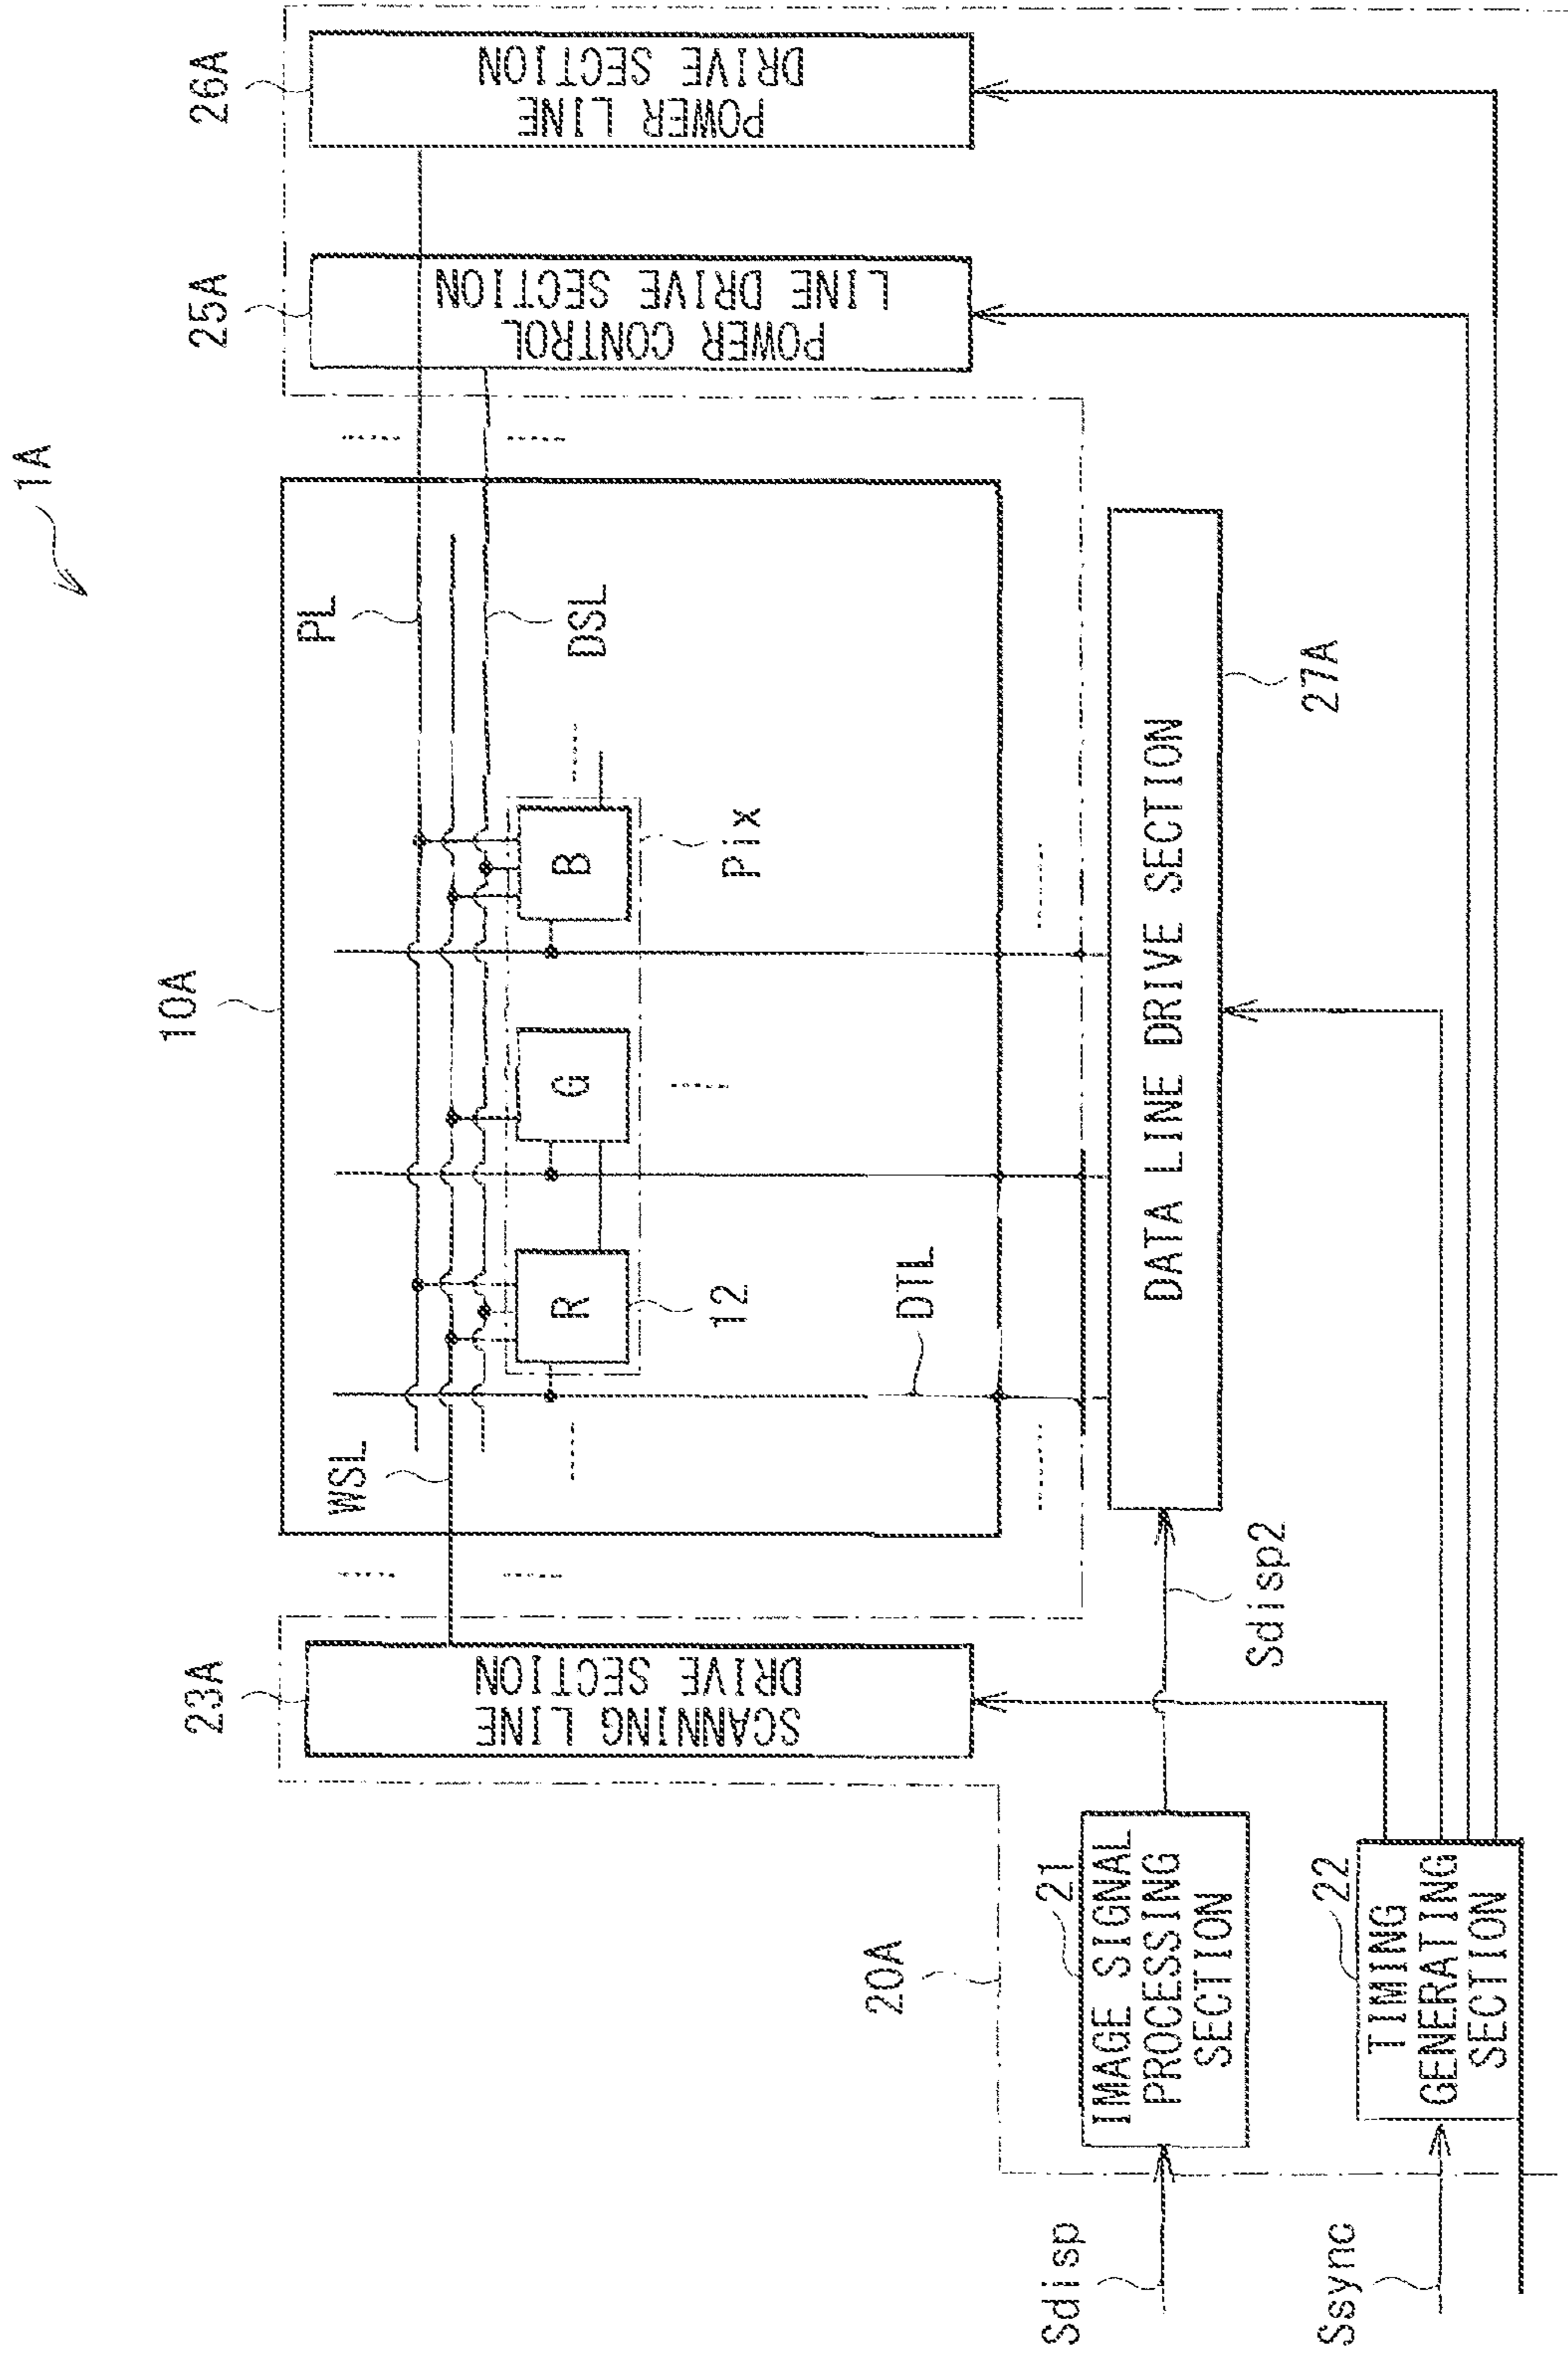 1A
10A
23A
SCANNING LINE
DRIVE SECTION
25A
POWER CONTROL
LINE DRIVE SECTION
26A
POWER LINE
DRIVE SECTION
WSL
PL
DSL
R
G
B
12
Pix
DTL
20A
21
IMAGE SIGNAL
PROCESSING
SECTION
Sdisp
Sdisp2
DATA LINE DRIVE SECTION
27A
22
TIMING
GENERATING
SECTION
Ssync